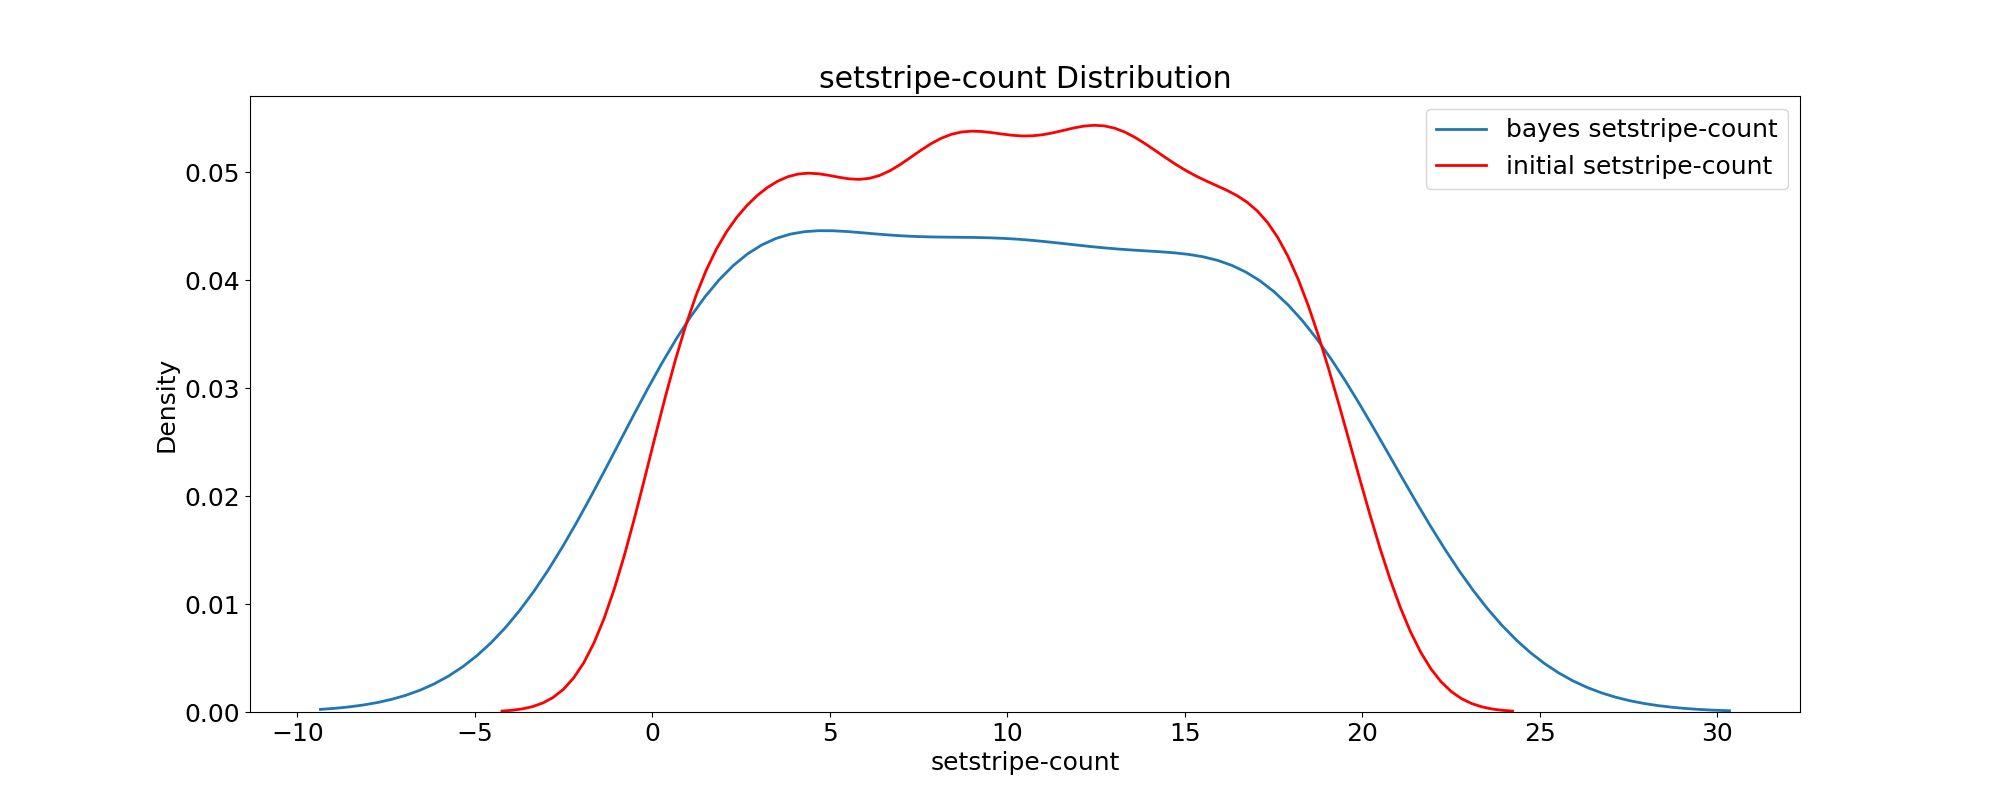 setstripe-count Distribution
bayes setstripe-count
initial setstripe-count
Density
0.05
0.04
0.03
0.02
0.01
0.00
−10 −5 0 5 10 15 20 25 30
setstripe-count